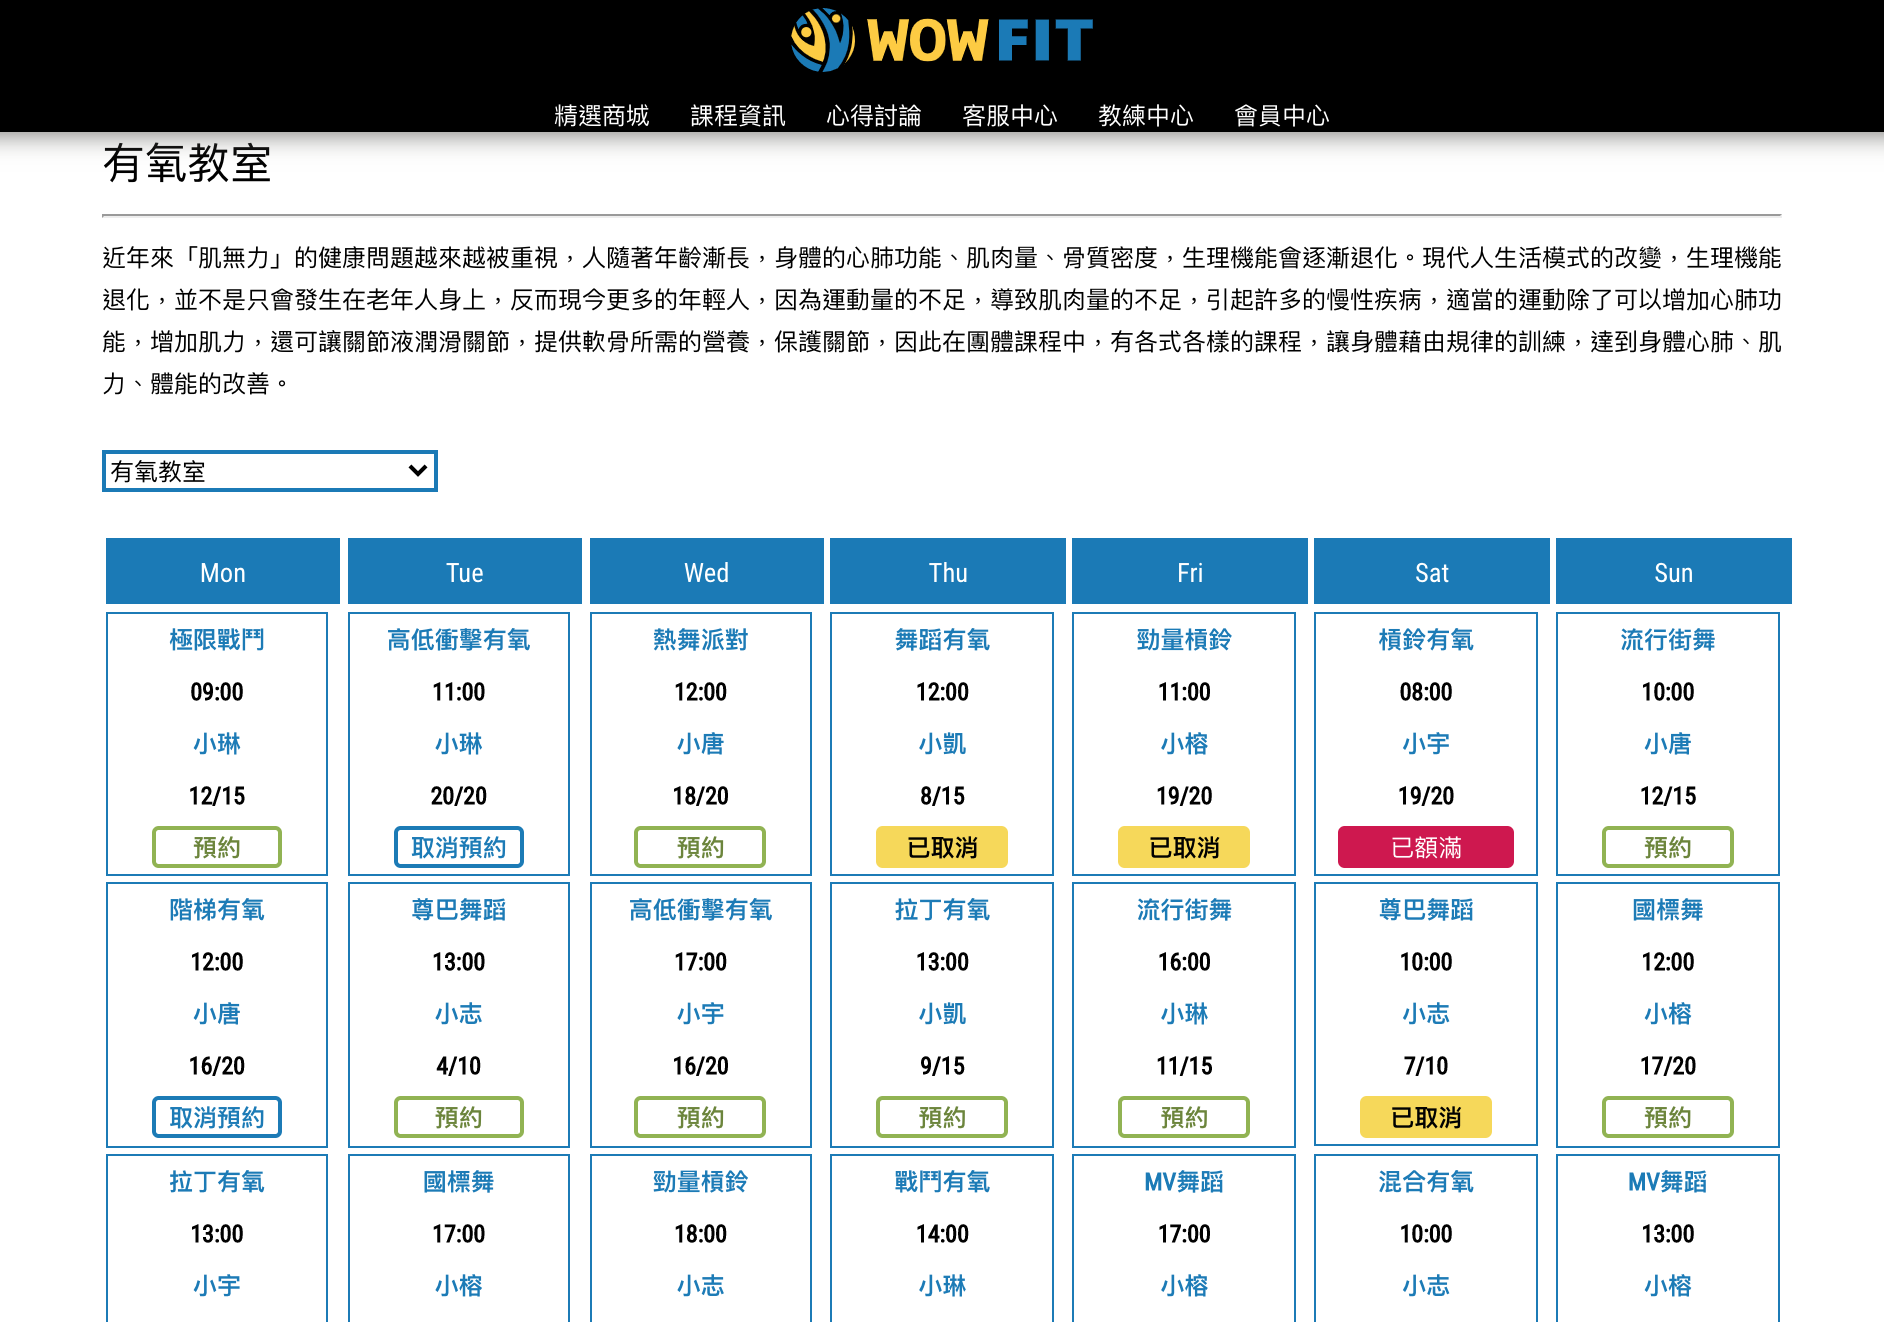 WOW FIT
精選商城 課程資訊 心得討論 客服中心 教練中心 會員中心
有氧教室
近年來「肌無力」的健康問題越來越被重視，人隨著年齡漸長，身體的心肺功能、肌肉量、骨質密度，生理機能會逐漸退化。現代人生活模式的改變，生理機能
退化，並不是只會發生在老年人身上，反而現今更多的年輕人，因為運動量的不足，導致肌肉量的不足，引起許多的慢性疾病，適當的運動除了可以增加心肺功
能，增加肌力，還可讓關節液潤滑關節，提供軟骨所需的營養，保護關節，因此在團體課程中，有各式各樣的課程，讓身體藉由規律的訓練，達到身體心肺、肌
力、體能的改善。
有氧教室
Mon Tue Wed Thu Fri Sat Sun
極限戰鬥 高低衝擊有氧 熱舞派對 舞蹈有氧 勁量槓鈴 槓鈴有氧 流行街舞
09:00 11:00 12:00 12:00 11:00 08:00 10:00
小琳 小琳 小唐 小凱 小榕 小宇 小唐
12/15 20/20 18/20 8/15 19/20 19/20 12/15
預約 取消預約 預約 已取消 已取消 已額滿 預約
階梯有氧 尊巴舞蹈 高低衝擊有氧 拉丁有氧 流行街舞 尊巴舞蹈 國標舞
12:00 13:00 17:00 13:00 16:00 10:00 12:00
小唐 小志 小宇 小凱 小琳 小志 小榕
16/20 4/10 16/20 9/15 11/15 7/10 17/20
取消預約 預約 預約 預約 預約 已取消 預約
拉丁有氧 國標舞 勁量槓鈴 戰鬥有氧 MV舞蹈 混合有氧 MV舞蹈
13:00 17:00 18:00 14:00 17:00 10:00 13:00
小宇 小榕 小志 小琳 小榕 小志 小榕